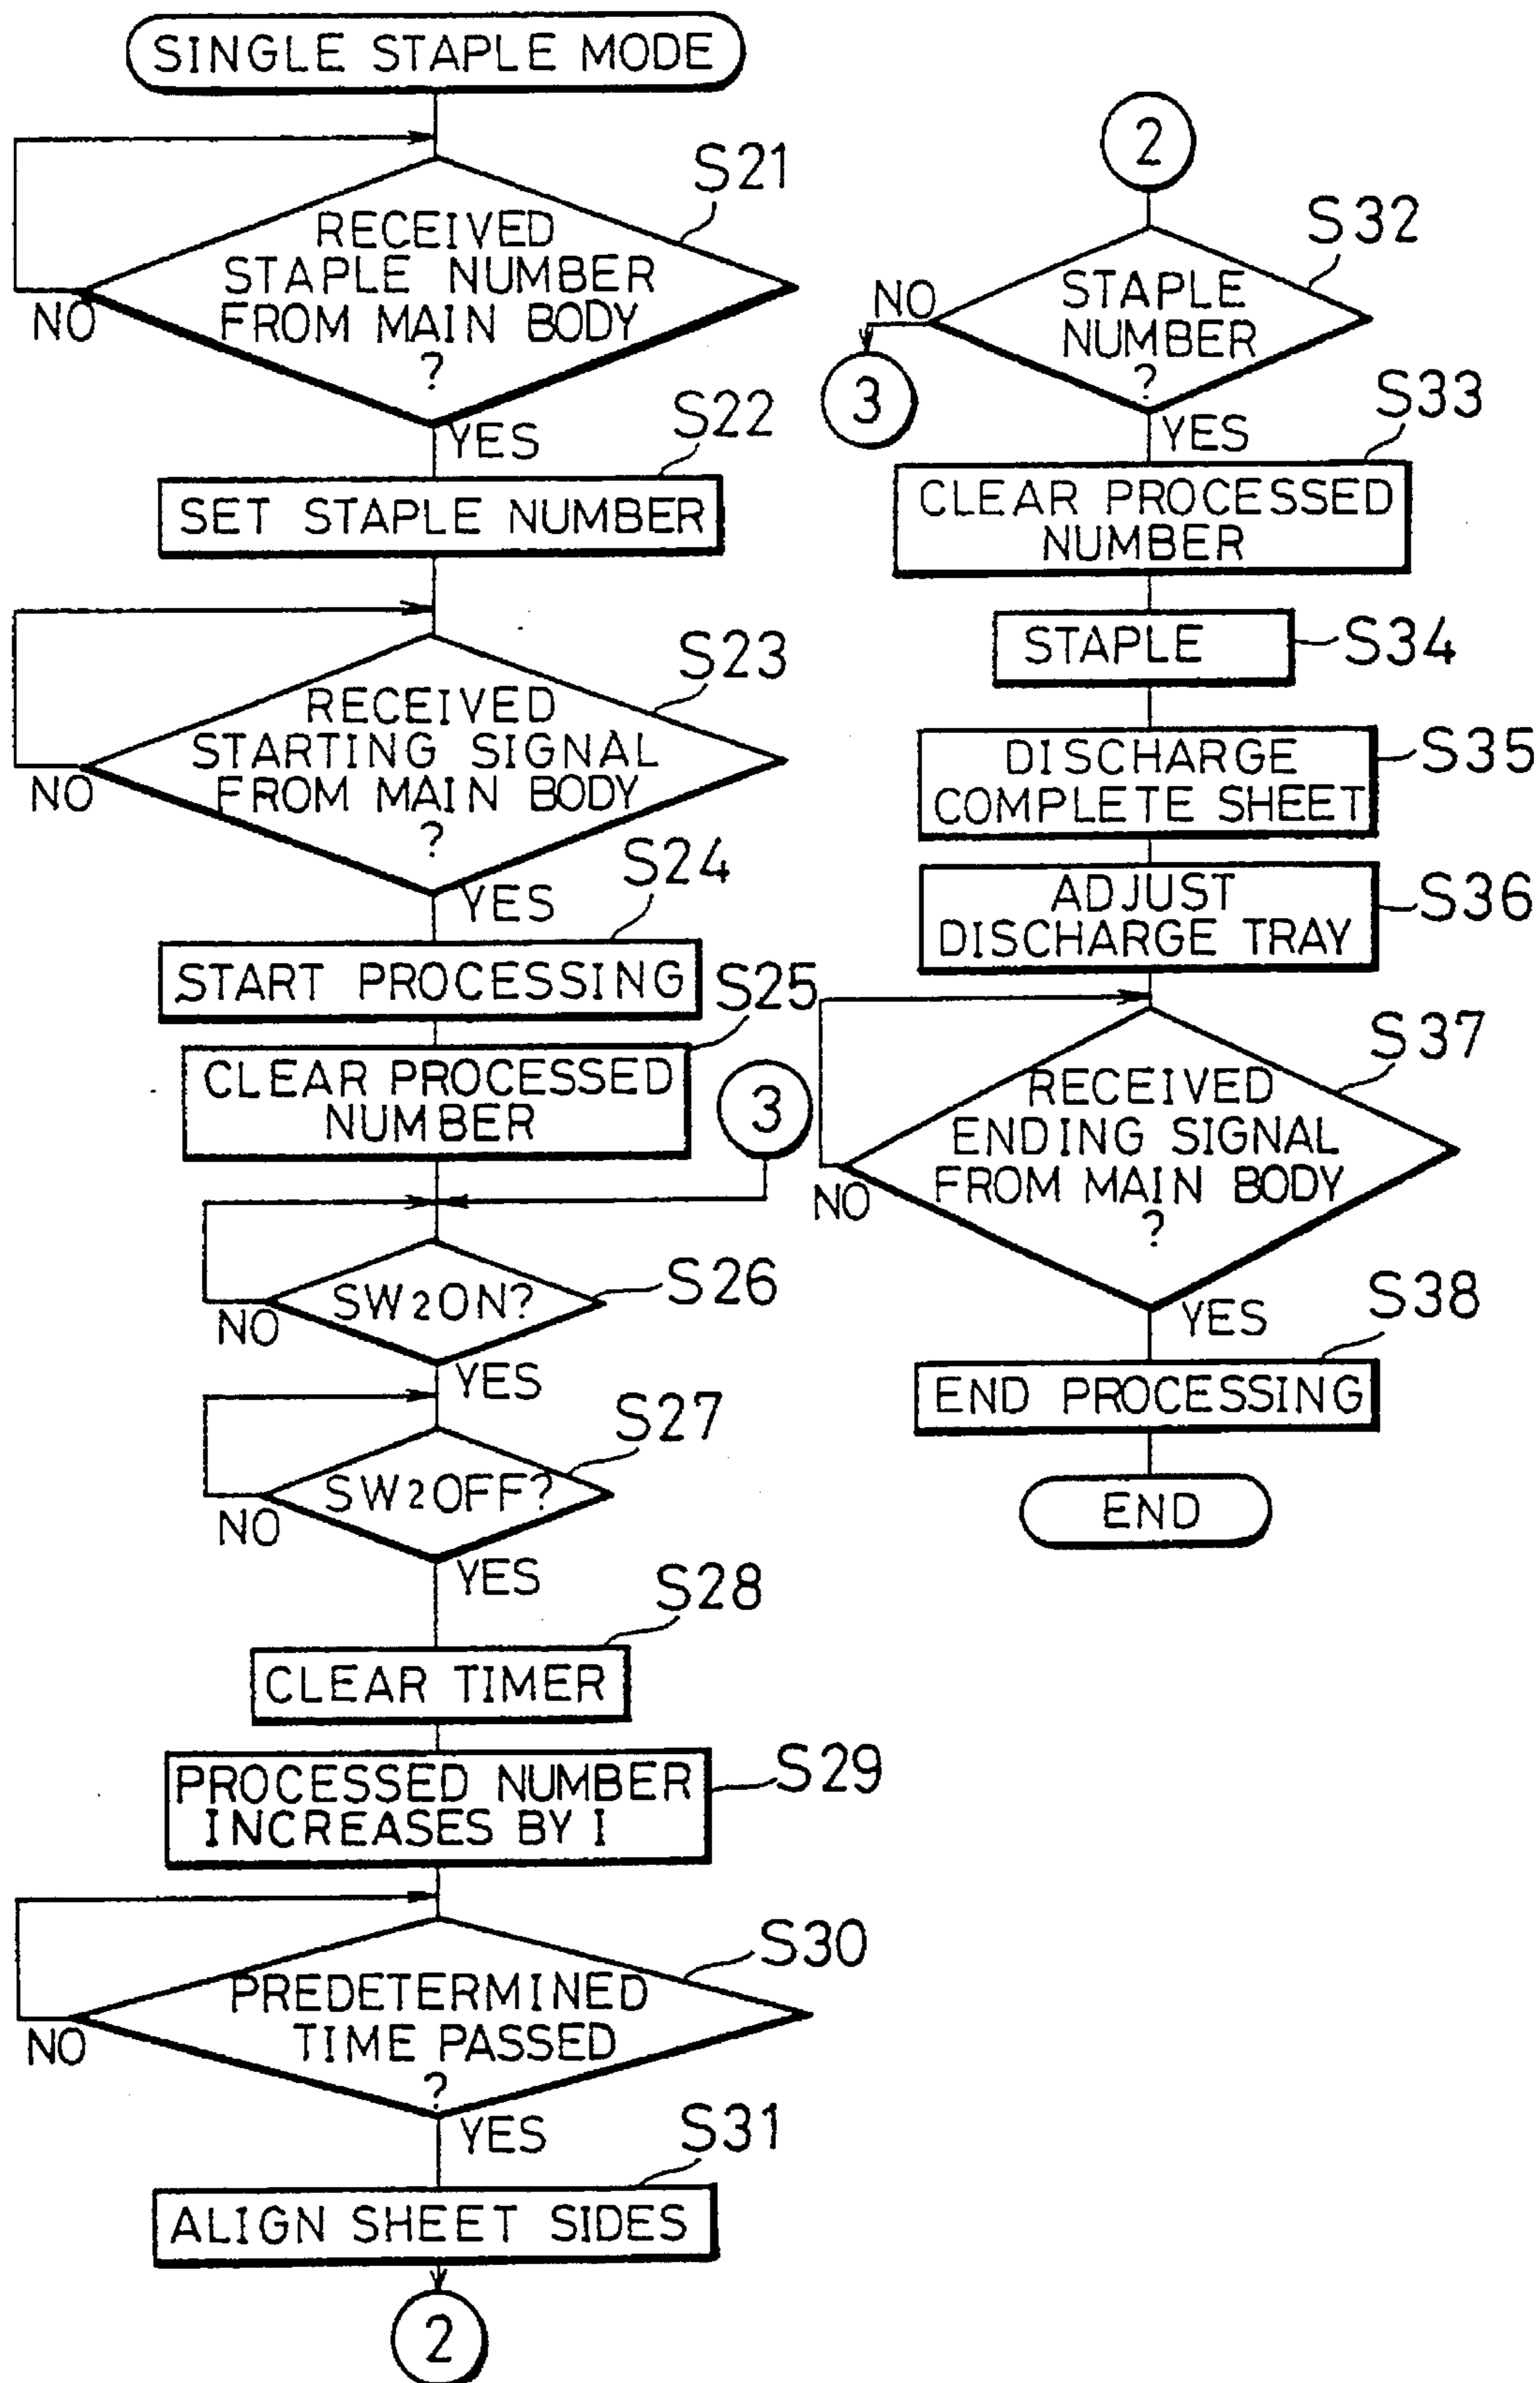 SINGLE STAPLE MODE
S21
RECEIVED
STAPLE NUMBER
FROM MAIN BODY
?
NO
YES
S22
SET STAPLE NUMBER
S23
RECEIVED
STARTING SIGNAL
FROM MAIN BODY
?
NO
YES
S24
START PROCESSING
S25
CLEAR PROCESSED
NUMBER
3
SW2ON?
S26
NO
YES
S27
SW2OFF?
NO
YES
S28
CLEAR TIMER
PROCESSED NUMBER
INCREASES BY I
S29
S30
PREDETERMINED
TIME PASSED
?
NO
YES
S31
ALIGN SHEET SIDES
2
2
S32
STAPLE
NUMBER
?
NO
3
YES
S33
CLEAR PROCESSED
NUMBER
STAPLE
S34
DISCHARGE
COMPLETE SHEET
S35
ADJUST
DISCHARGE TRAY
S36
S37
RECEIVED
ENDING SIGNAL
FROM MAIN BODY
?
NO
YES
S38
END PROCESSING
END